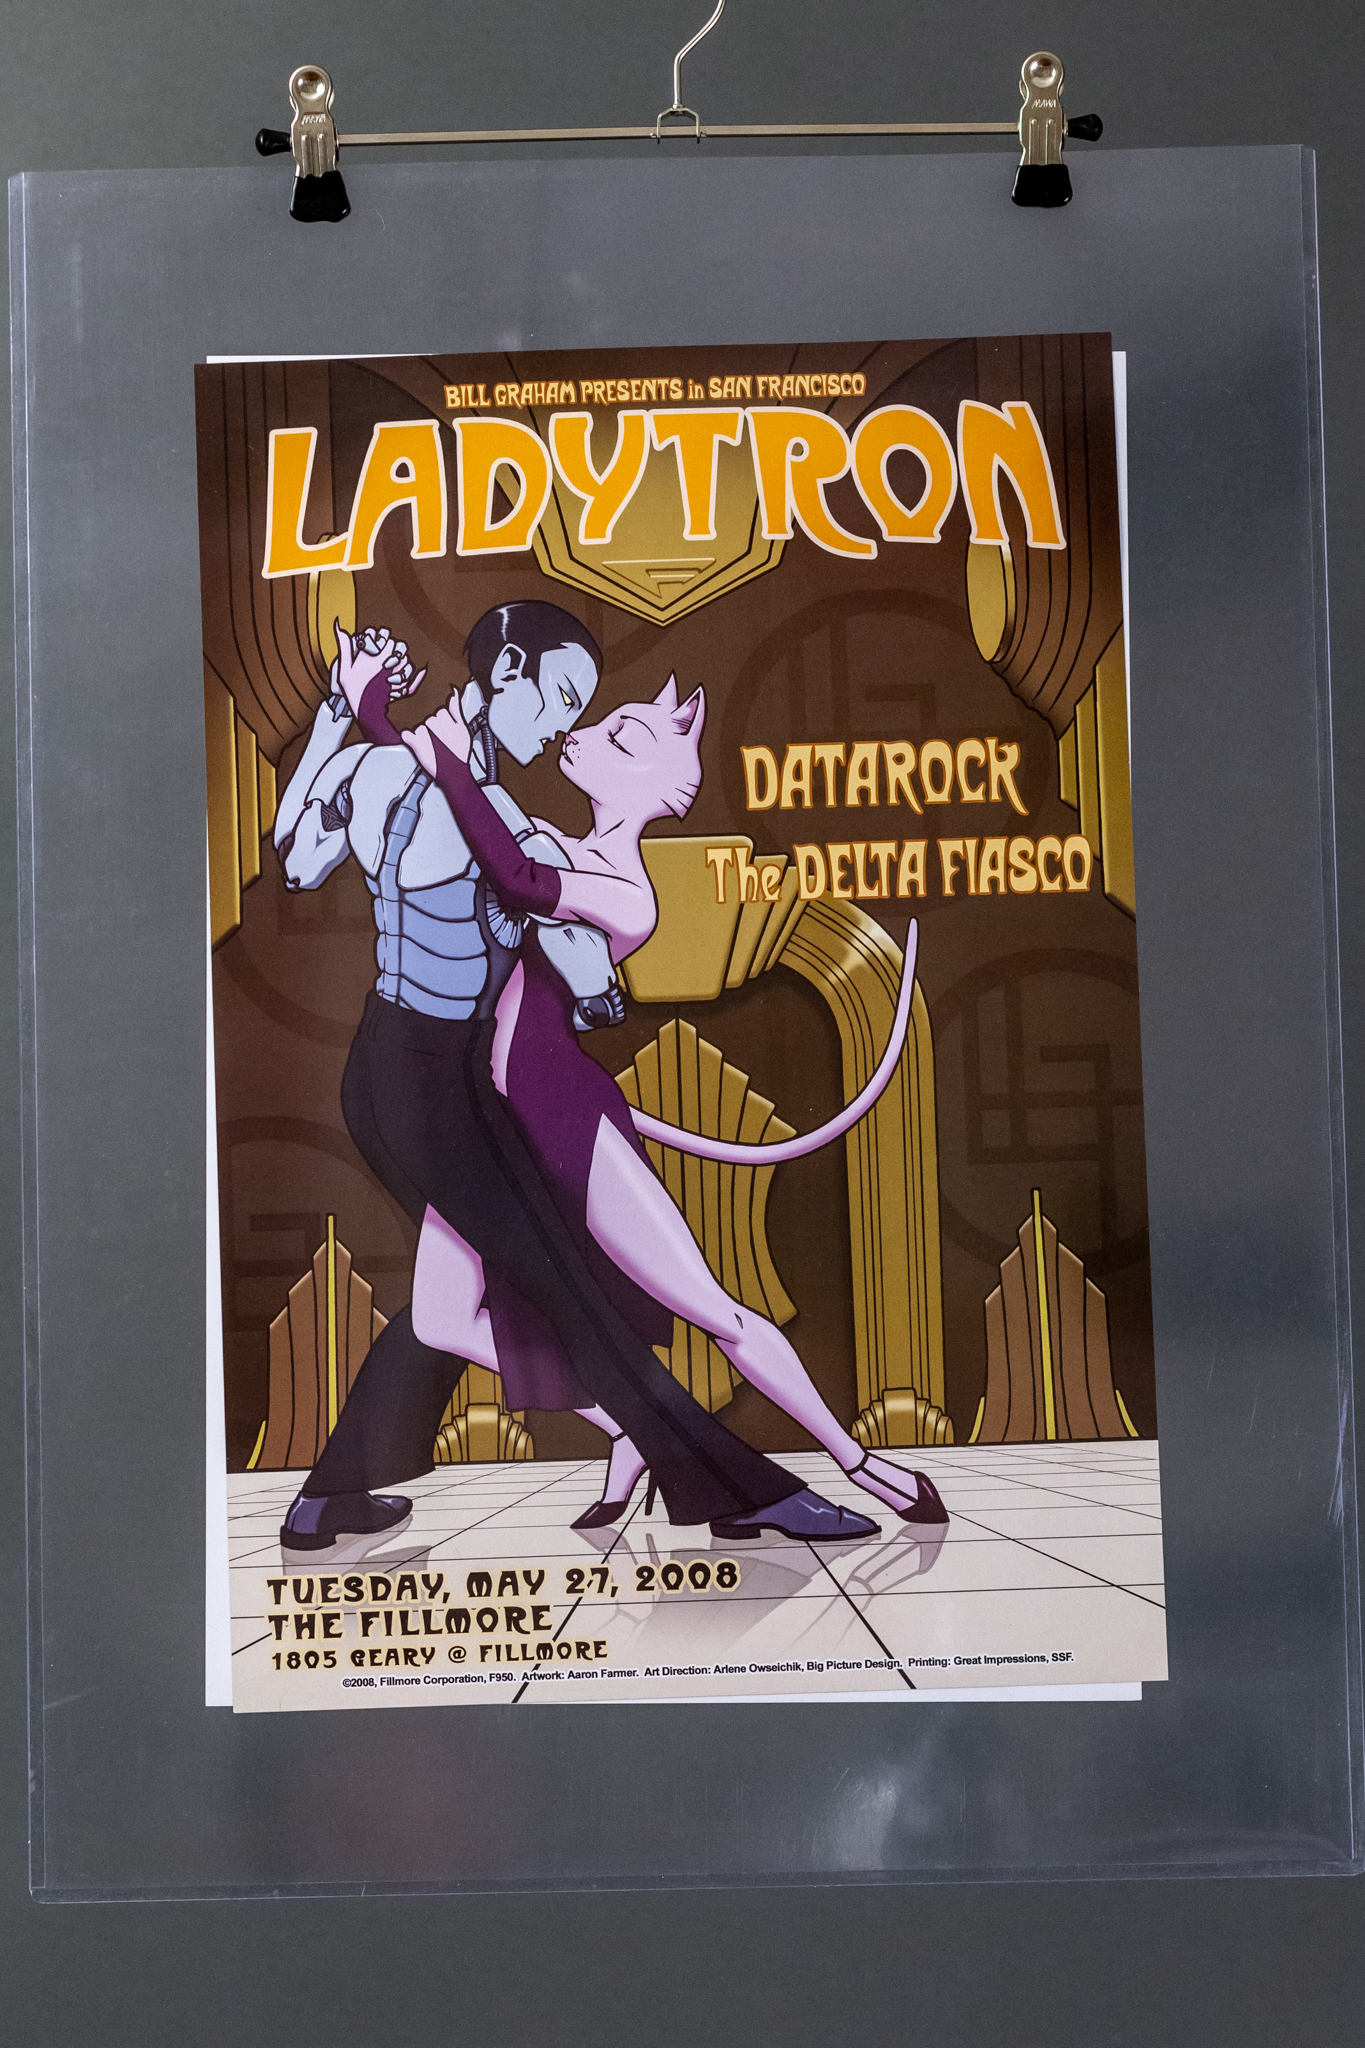 MAWA
MAWA
BILL GRAHAM PRESENTS in SAN FRANCISCO
LADYTRON
DATAROCK
The DELTA FIASCO
TUESDAY, MAY 27, 2008
THE FILLMORE
1805 GEARY @ FILLMORE
©2008, Fillmore Corporation, F950. Artwork: Aaron Farmer. Art Direction: Arlene Owseichik, Big Picture Design. Printing: Great Impressions, SSF.